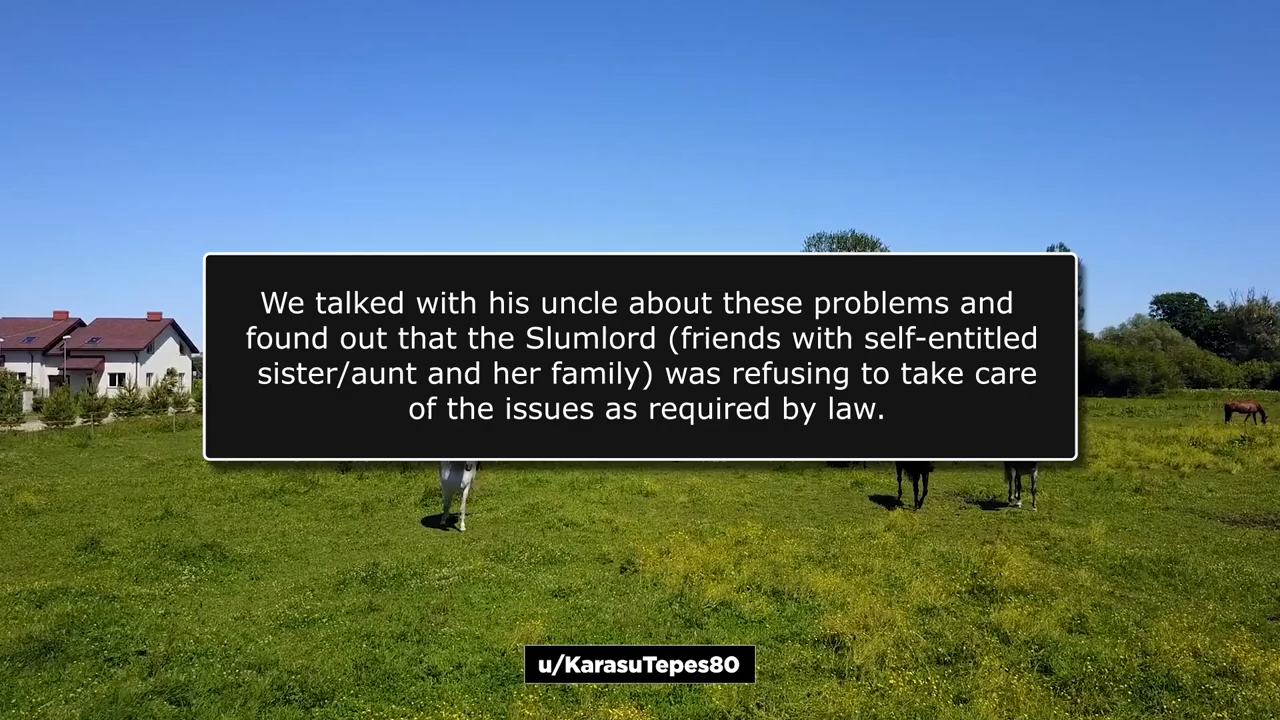 We talked with his uncle about these problems and
found out that the Slumlord (friends with self-entitled
sister/aunt and her family) was refusing to take care
of the issues as required by law.
u/KarasuTepes80